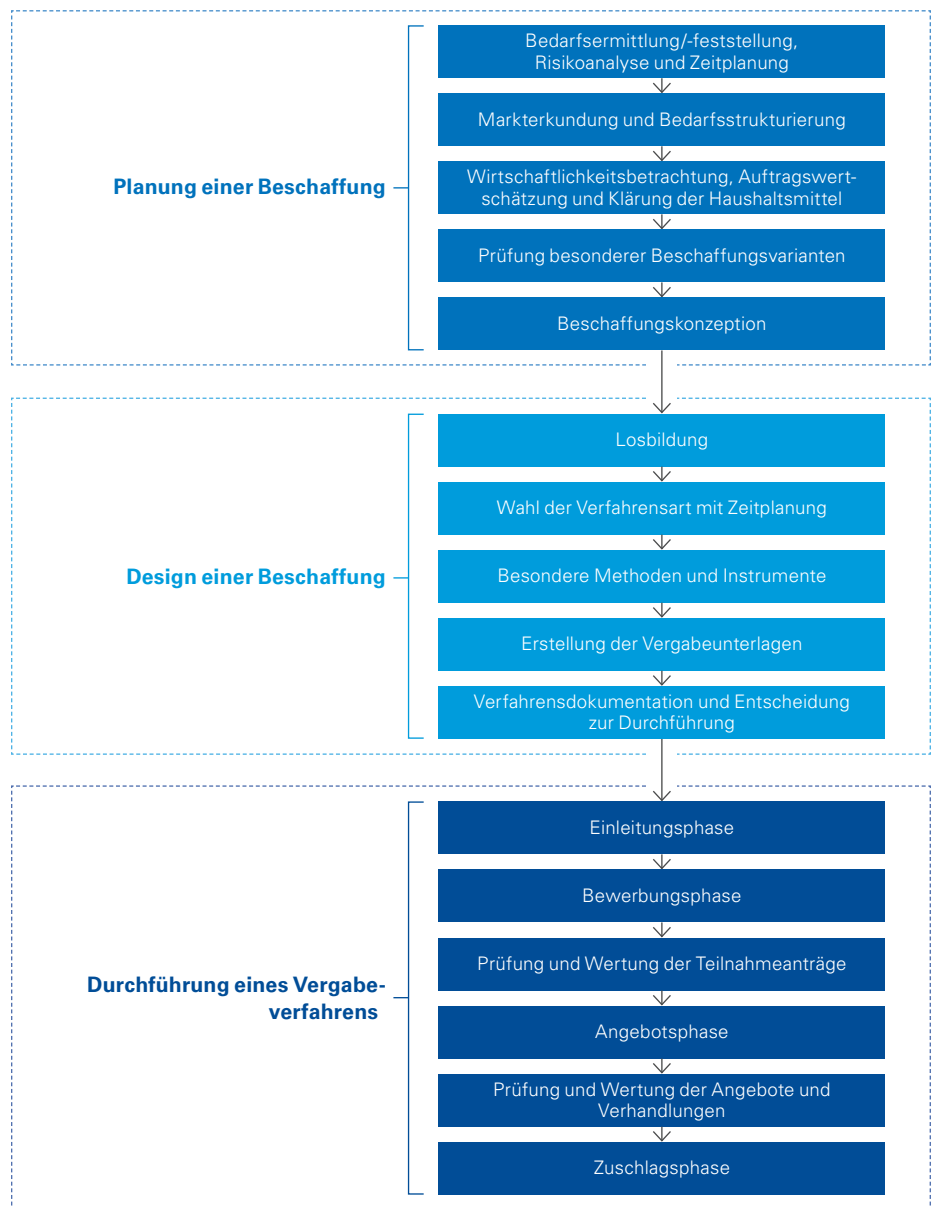 Planung einer Beschaffung
Bedarfsermittlung/-feststellung,
Risikoanalyse und Zeitplanung
Markterkundung und Bedarfsstrukturierung
Wirtschaftlichkeitsbetrachtung, Auftragswert-
schätzung und Klärung der Haushaltsmittel
Prüfung besonderer Beschaffungsvarianten
Beschaffungskonzeption
Design einer Beschaffung
Losbildung
Wahl der Verfahrensart mit Zeitplanung
Besondere Methoden und Instrumente
Erstellung der Vergabeunterlagen
Verfahrensdokumentation und Entscheidung
zur Durchführung
Durchführung eines Vergabe-
verfahrens
Einleitungsphase
Bewerbungsphase
Prüfung und Wertung der Teilnahmeanträge
Angebotsphase
Prüfung und Wertung der Angebote und
Verhandlungen
Zuschlagsphase